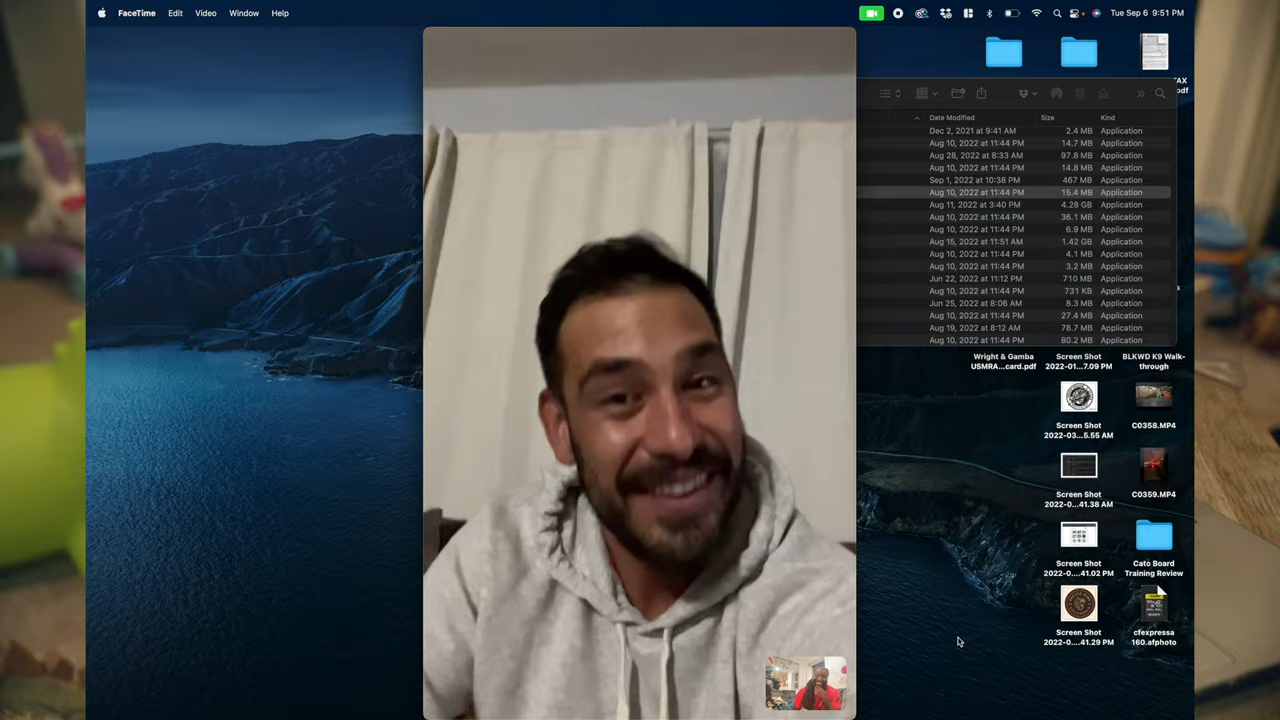 FaceTime Edit Video Window Help
Tue Sep 6 9:51 PM
AX
pdf
Date Modified Size Kind
Dec 2, 2021 at 9:41 AM 2.4 MB Application
Aug 10, 2022 at 11:44 PM 14.7 MB Application
Aug 28, 2022 at 8:33 AM 97.8 MB Application
Aug 10, 2022 at 11:44 PM 14.8 MB Application
Sep 1, 2022 at 10:38 PM 467 MB Application
Aug 10, 2022 at 11:44 PM 15.4 MB Application
Aug 11, 2022 at 3:40 PM 4.28 GB Application
Aug 10, 2022 at 11:44 PM 36.1 MB Application
Aug 10, 2022 at 11:44 PM 6.9 MB Application
Aug 15, 2022 at 11:51 AM 1.42 GB Application
Aug 10, 2022 at 11:44 PM 4.1 MB Application
Aug 10, 2022 at 11:44 PM 3.2 MB Application
Jun 22, 2022 at 11:12 PM 710 MB Application
Aug 10, 2022 at 11:44 PM 731 KB Application
Jun 25, 2022 at 8:06 AM 8.3 MB Application
Aug 10, 2022 at 11:44 PM 27.4 MB Application
Aug 19, 2022 at 8:12 AM 78.7 MB Application
Aug 10, 2022 at 11:44 PM 80.2 MB Application
Wright & Gamba
USMRA...card.pdf
Screen Shot
2022-01...7.09 PM
BLKWD K9 Walk-
through
Screen Shot
2022-03...5.55 AM
C0358.MP4
Screen Shot
2022-0...41.38 AM
C0359.MP4
Screen Shot
2022-0....41.02 PM
Cato Board
Training Review
Screen Shot
2022-0...41.29 PM
cfexpressa
160.afphoto